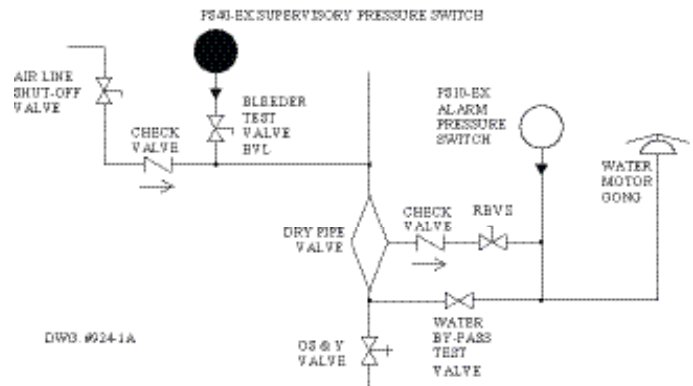 PS40-EX SUPERVISORY PRESSURE SWITCH
AIR LINE
SHUT-OFF
VALVE
BLEEDER
TEST
VALVE
BVL
CHECK
VALVE
PS10-EX
ALARM
PRESSURE
SWITCH
WATER
MOTOR
GONG
DRY PIPE
VALVE
CHECK
VALVE
RBVS
DWG. #924-1A
OS & Y
VALVE
WATER
BY-PASS
TEST
VALVE